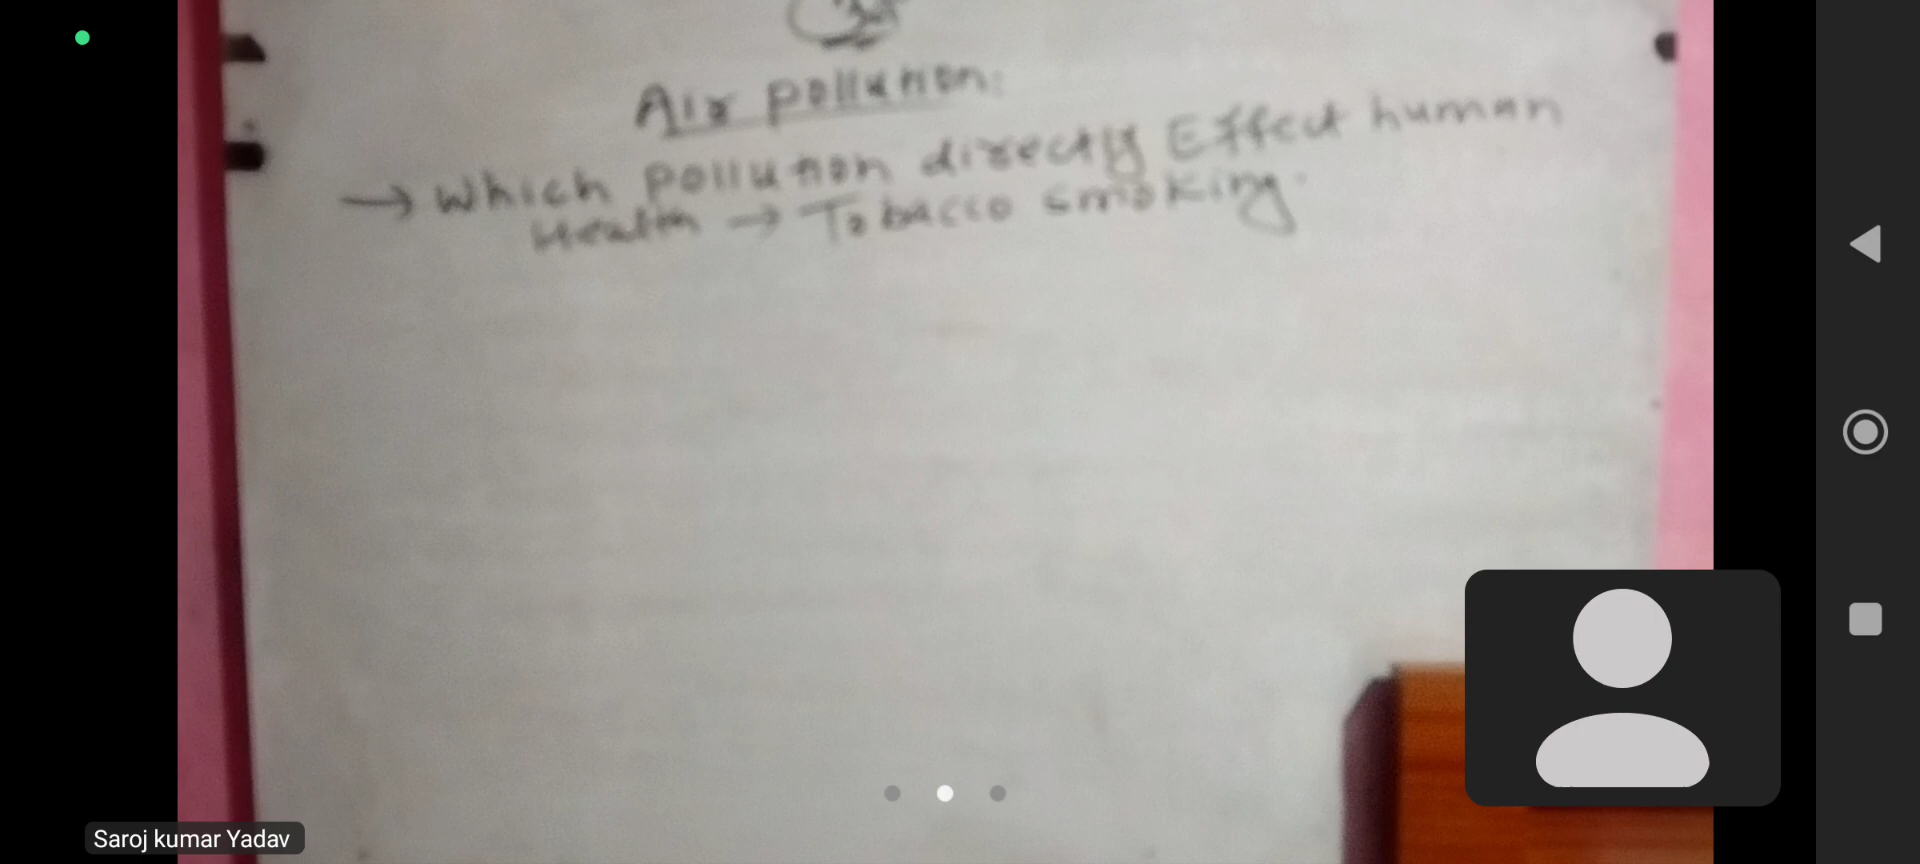 Air pollution:
→ Which pollution directly Effect human
Health → Tobacco smoking.
Saroj kumar Yadav